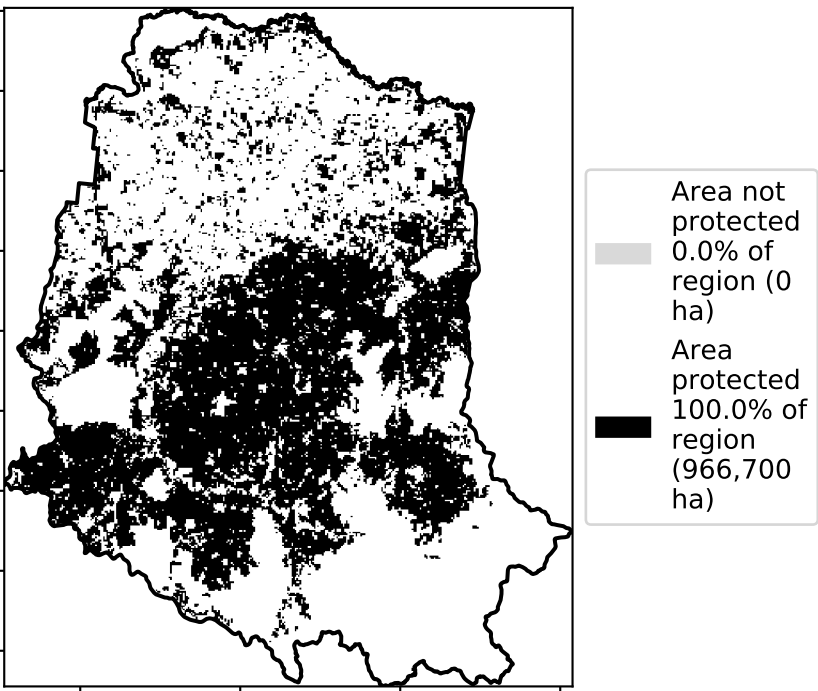 Area not
protected
0.0% of
region (0
ha)
Area
protected
100.0% of
region
(966,700
ha)